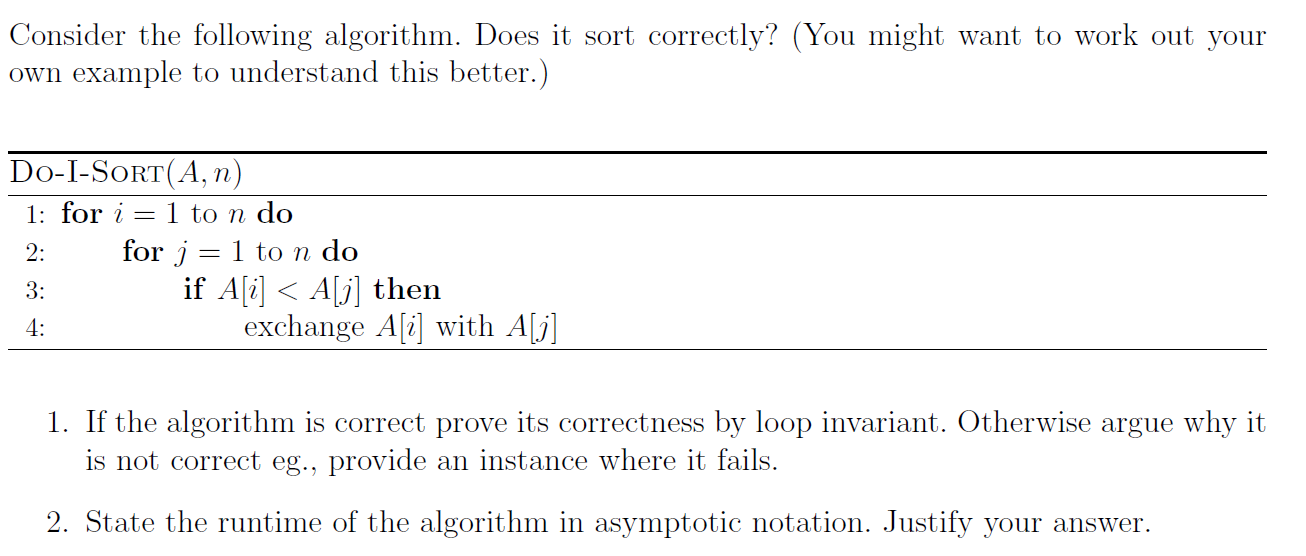 Consider the following algorithm. Does it sort correctly? (You might want to work out your
own example to understand this better.)
Do-I-Sort(A, n)
1: for i = 1 to n do
2: for j = 1 to n do
3: if A[i] < A[j] then
4: exchange A[i] with A[j]
1. If the algorithm is correct prove its correctness by loop invariant. Otherwise argue why it
is not correct eg., provide an instance where it fails.
2. State the runtime of the algorithm in asymptotic notation. Justify your answer.